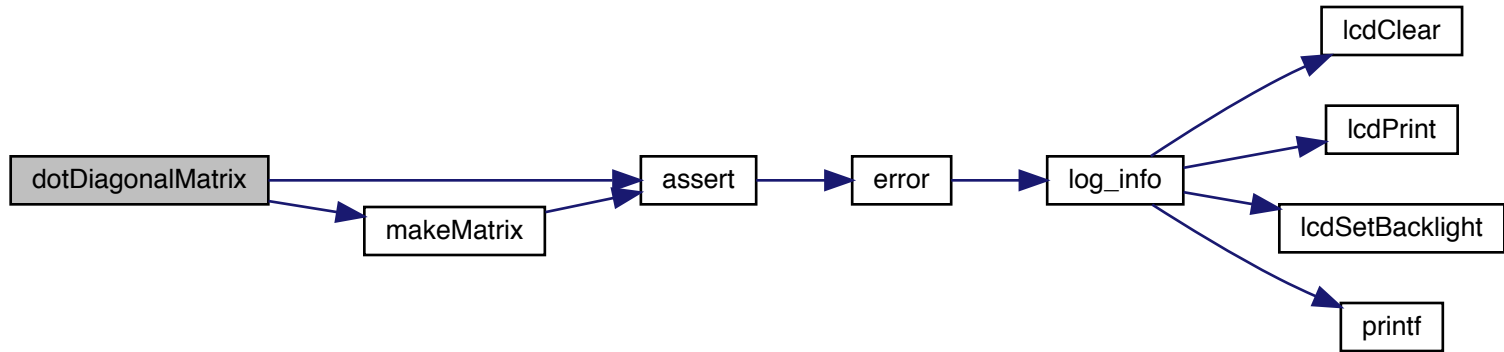 dotDiagonalMatrix
makeMatrix
assert
error
log_info
lcdClear
lcdPrint
lcdSetBacklight
printf